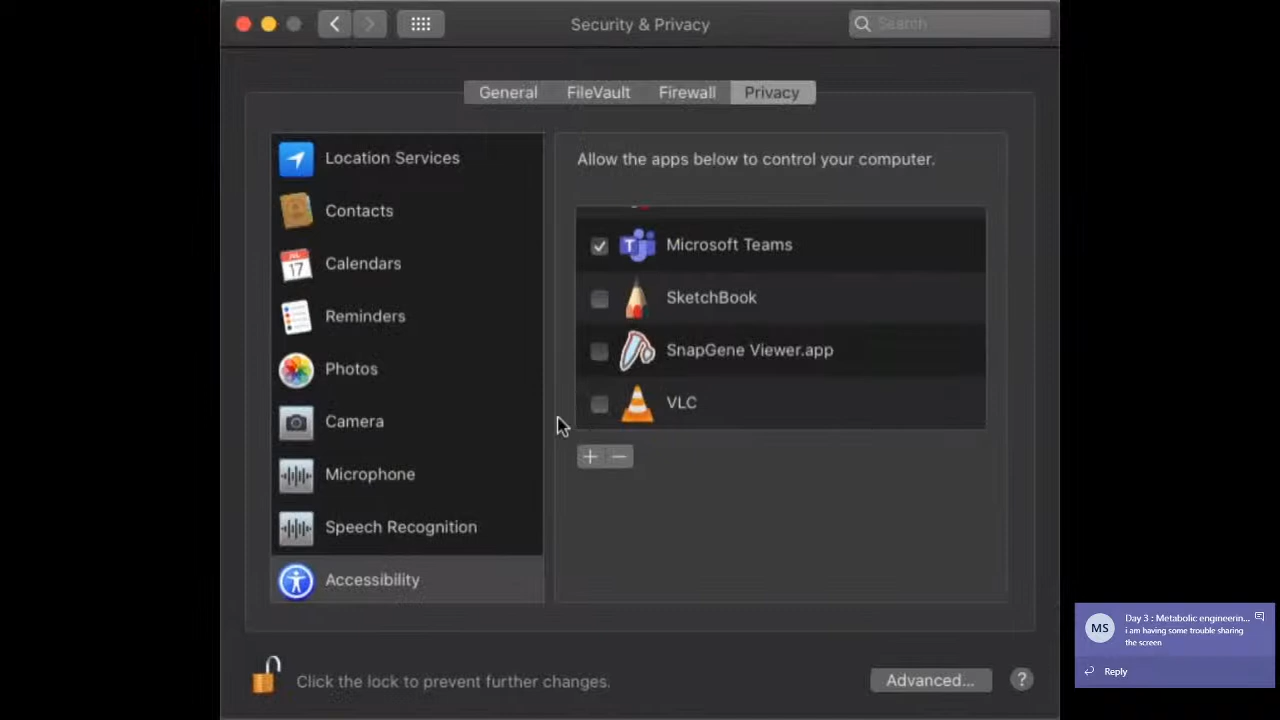 Security & Privacy
Search
General
FileVault
Firewall
Privacy
Location Services
Contacts
JUL
17
Calendars
Reminders
Photos
Camera
Microphone
Speech Recognition
Accessibility
Allow the apps below to control your computer.
T
Microsoft Teams
SketchBook
SnapGene Viewer.app
VLC
Click the lock to prevent further changes.
Advanced...
?
MS
Day 3 : Metabolic engineerin...
i am having some trouble sharing
the screen
Reply